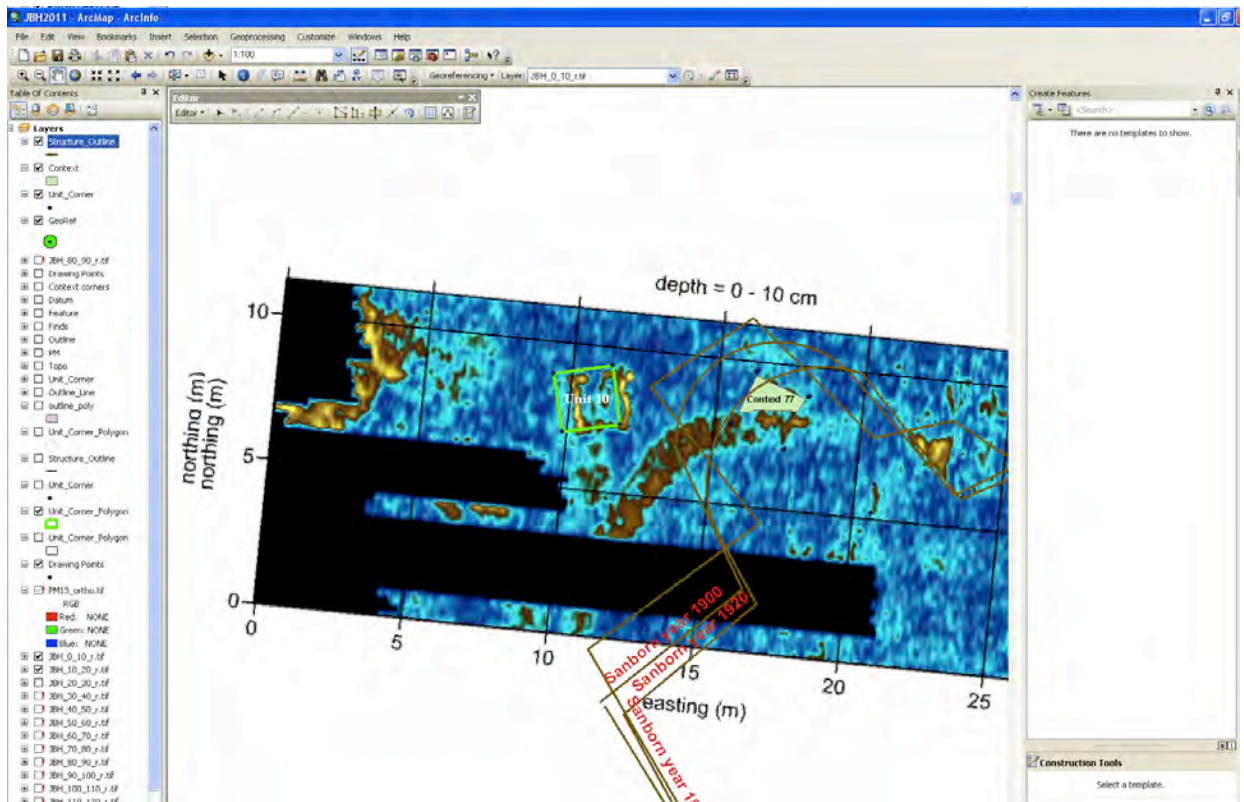 JBH2011 - ArcMap - ArcInfo
File Edit View Bookmarks Insert Selection Geoprocessing Customize Windows Help
1:100
Georeferencing Layer: JBH_0_10_r.tif
Table Of Contents
Layers
Structure_Outline
Context
Unit_Corner
GeoRef
JBH_80_90_r.tif
Drawing Points
Context corners
Datum
Feature
Finds
Outline
PM
Topo
Unit_Corner
Outline_Line
outline_poly
Unit_Corner_Polygon
Structure_Outline
Unit_Corner
Unit_Corner_Polygon
Unit_Corner_Polygon
Drawing Points
PM13_ortho.tif
RGB
Red: NONE
Green: NONE
Blue: NONE
JBH_0_10_r.tif
JBH_10_20_r.tif
JBH_20_30_r.tif
JBH_30_40_r.tif
JBH_40_50_r.tif
JBH_50_60_r.tif
JBH_60_70_r.tif
JBH_70_80_r.tif
JBH_80_90_r.tif
JBH_90_100_r.tif
JBH_100_110_r.tif
Editor
Editor
depth = 0 - 10 cm
10
5
0
northing (m)
northing (m)
Unit 10
Context 77
Sanborn year 1900
Sanborn year 1920
Sanborn year
0
5
10
15
20
25
easting (m)
Create Features
<Search>
There are no templates to show.
Construction Tools
Select a template.